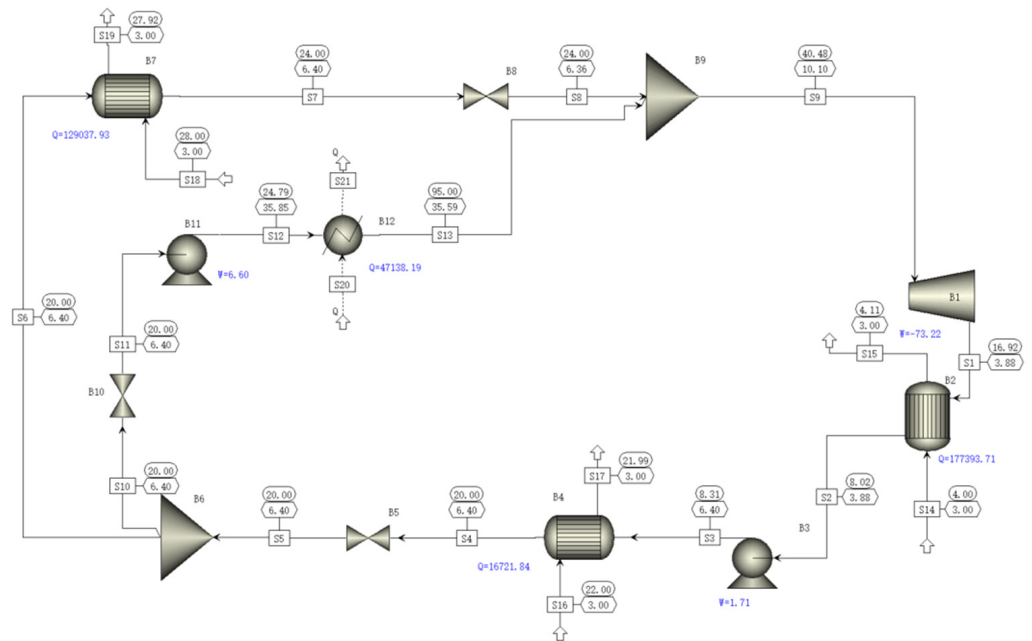 27.92
3.00
S19
B7
Q=129037.93
28.00
3.00
S18
24.00
6.40
S7
B8
24.00
6.36
S8
B9
40.48
10.10
S9
24.79
35.85
S12
B11
W=6.60
Q
S21
B12
Q=47138.19
S20
Q
95.00
35.59
S13
20.00
6.40
S6
20.00
6.40
S11
B10
20.00
6.40
S10
B6
20.00
6.40
S5
B5
20.00
6.40
S4
B4
21.99
3.00
S17
Q=16721.84
22.00
3.00
S16
8.31
6.40
S3
B3
W=1.71
8.02
3.88
S2
B1
W=-73.22
16.92
3.88
S1
4.11
3.00
S15
B2
Q=177393.71
4.00
3.00
S14